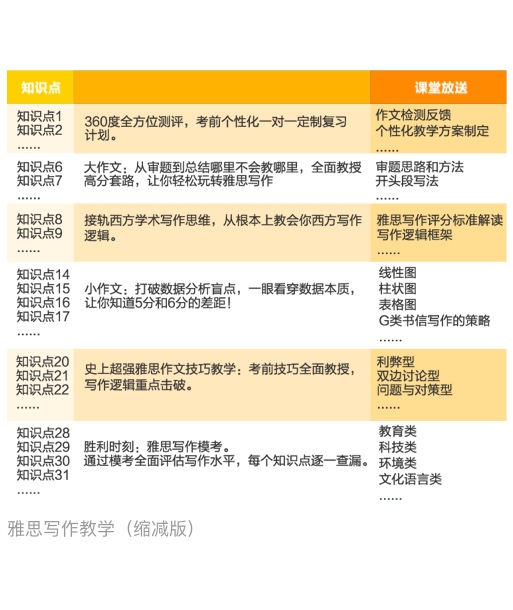 知识点
课堂放送
知识点1
知识点2
......
360度全方位测评，考前个性化一对一定制复习
计划。
作文检测反馈
个性化教学方案制定
......
知识点6
知识点7
......
大作文：从审题到总结哪里不会教哪里，全面教授
高分套路，让你轻松玩转雅思写作
审题思路和方法
开头段写法
......
知识点8
知识点9
......
接轨西方学术写作思维，从根本上教会你西方写作
逻辑。
雅思写作评分标准解读
写作逻辑框架
......
知识点14
知识点15
知识点16
知识点17
......
小作文：打破数据分析盲点，一眼看穿数据本质，
让你知道5分和6分的差距！
线性图
柱状图
表格图
G类书信写作的策略
......
知识点20
知识点21
知识点22
......
史上超强雅思作文技巧教学：考前技巧全面教授，
写作逻辑重点击破。
利弊型
双边讨论型
问题与对策型
......
知识点28
知识点29
知识点30
知识点31
......
胜利时刻：雅思写作模考。
通过模考全面评估写作水平，每个知识点逐一查漏。
教育类
科技类
环境类
文化语言类
......
雅思写作教学（缩减版）